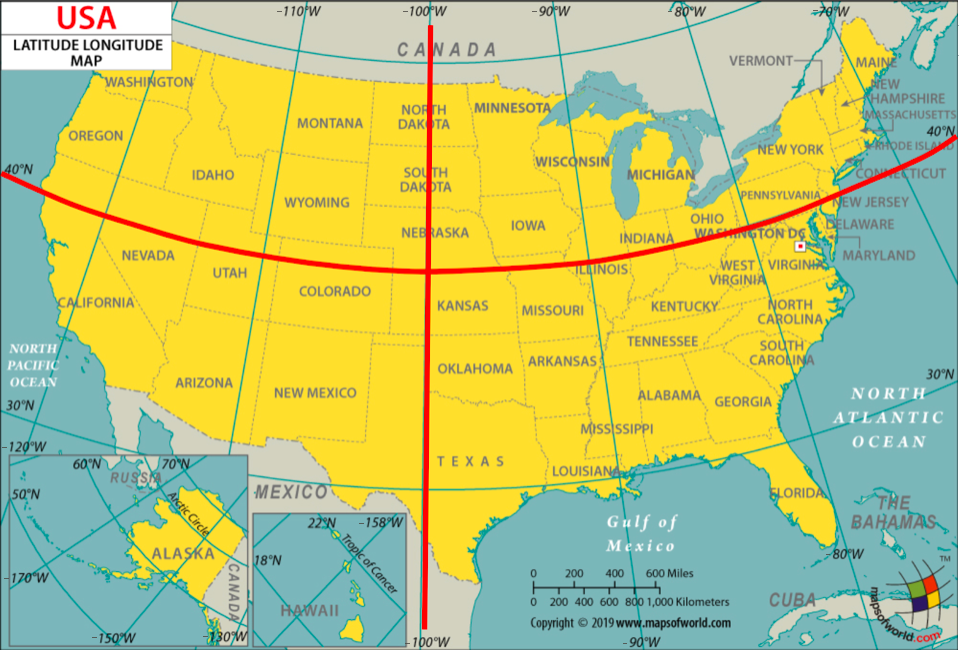 USA
LATITUDE LONGITUDE
MAP
-110°W
-100°W
-90°W
-80°W
-70°W
CANADA
VERMONT
MAINE
WASHINGTON
NEW
HAMPSHIRE
MONTANA
NORTH
DAKOTA
MINNESOTA
MASSACHUSETTS
OREGON
40°N
NEW YORK
RHODE ISLAND
WISCONSIN
40°N
IDAHO
SOUTH
DAKOTA
MICHIGAN
CONNECTICUT
WYOMING
PENNSYLVANIA
NEW JERSEY
IOWA
OHIO
DELAWARE
NEBRASKA
INDIANA
WASHINGTON DC
NEVADA
MARYLAND
UTAH
ILLINOIS
WEST
VIRGINIA
VIRGINIA
COLORADO
CALIFORNIA
KANSAS
MISSOURI
KENTUCKY
NORTH
CAROLINA
TENNESSEE
NORTH
PACIFIC
OCEAN
SOUTH
CAROLINA
OKLAHOMA
ARKANSAS
30°N
ARIZONA
NEW MEXICO
ALABAMA
GEORGIA
NORTH
ATLANTIC
OCEAN
30°N
MISSISSIPPI
-120°W
TEXAS
LOUISIANA
60°N
70°N
RUSSIA
50°N
Arctic Circle
ALASKA
CANADA
-170°W
-150°W
-130°W
MEXICO
22°N
-158°W
18°N
Tropic of Cancer
HAWAII
-100°W
FLORIDA
THE
BAHAMAS
Gulf of
Mexico
-80°W
0 200 400 600 Miles
0 200 400 600 800 1,000 Kilometers
CUBA
Copyright © 2019 www.mapsofworld.com
-90°W
TM
mapsofworld.com